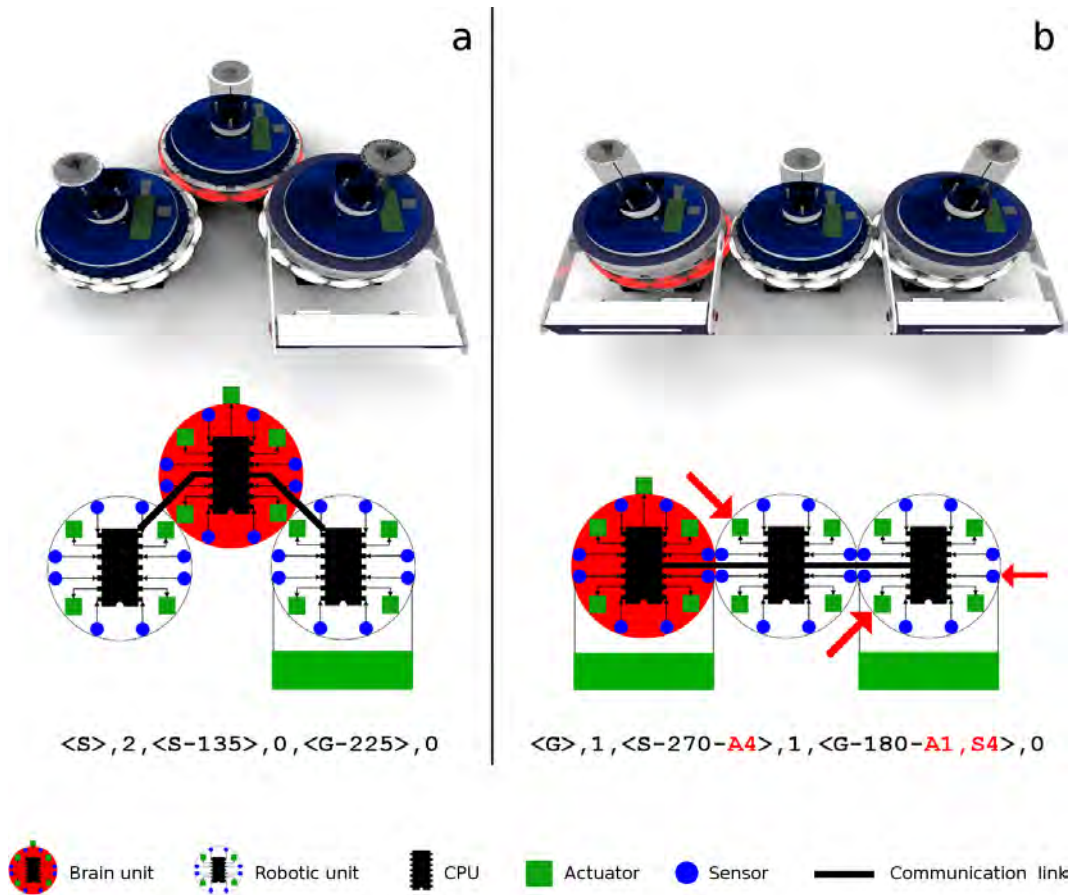 a
b
<S>,2,<S-135>,0,<G-225>,0
<G>,1,<S-270-A4>,1,<G-180-A1,S4>,0
Brain unit
Robotic unit
CPU
Actuator
Sensor
Communication link